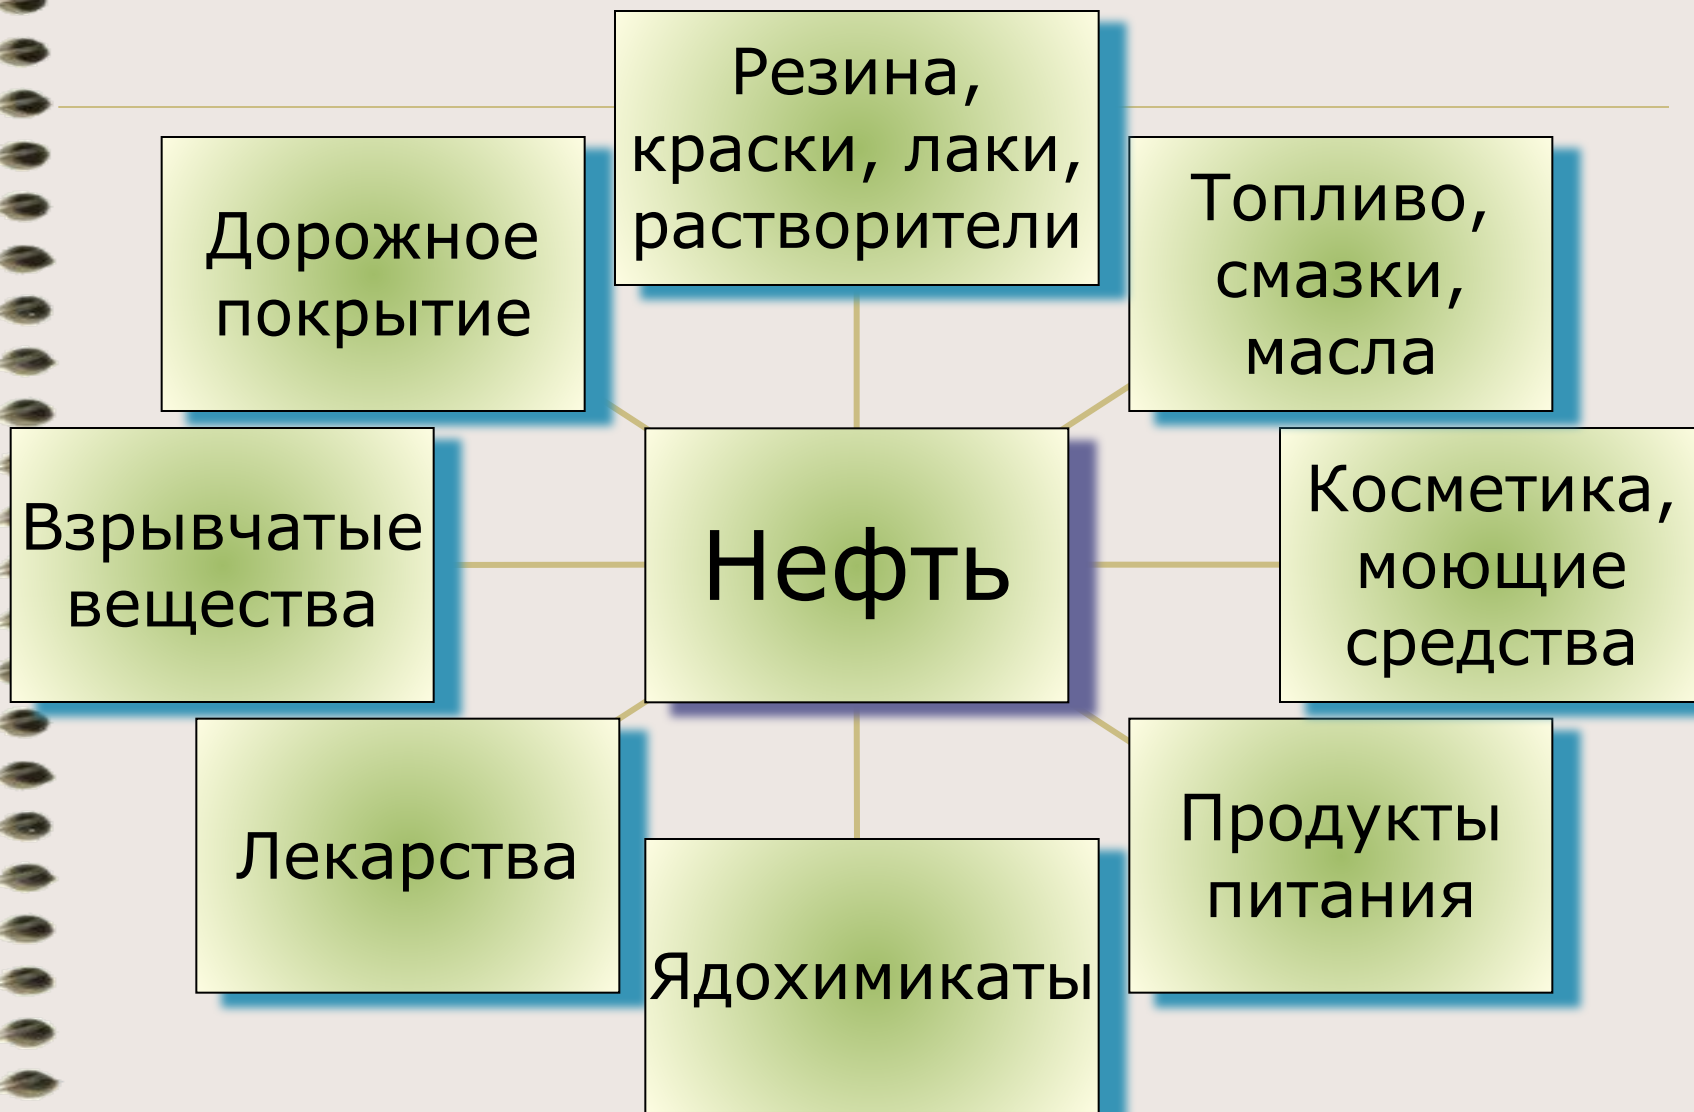 Резина,
краски, лаки,
растворители
Дорожное
покрытие
Топливо,
смазки,
масла
Взрывчатые
вещества
Нефть
Косметика,
моющие
средства
Лекарства
Ядохимикаты
Продукты
питания